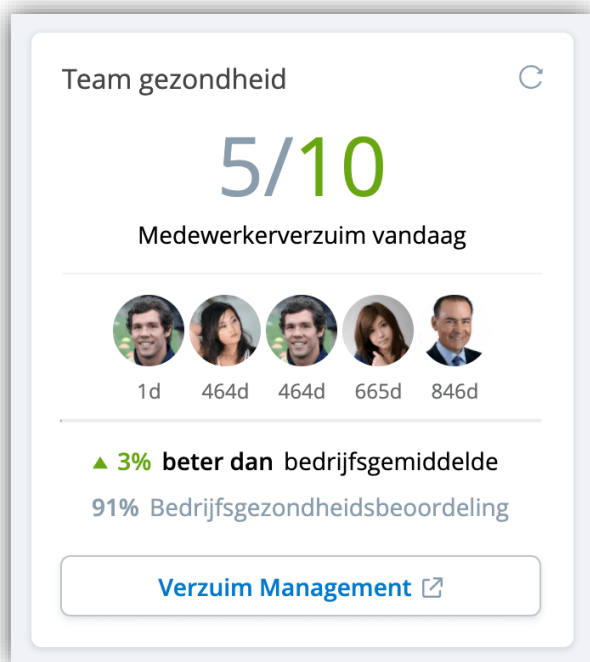 Team gezondheid
5/10
Medewerkerverzuim vandaag
1d 464d 464d 665d 846d
▲ 3% beter dan bedrijfsgemiddelde
91% Bedrijfsgezondheidsbeoordeling
Verzuim Management